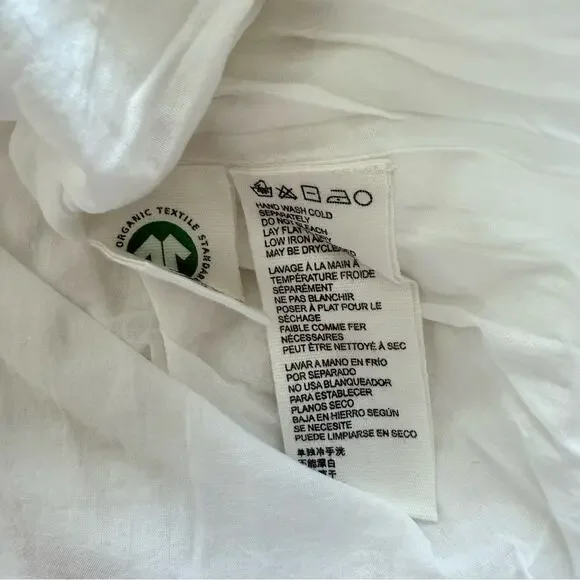 ORGANIC TEXTILE STANDARD
HAND WASH COLD
SEPARATELY
DO NOT
LAY FLAT
LOW IRON
MAY BE
LAVAGE À LA MAIN À
TEMPÉRATURE FROIDE
SÉPARÉMENT
NE PAS BLANCHIR
POSER À PLAT POUR LE
SÉCHAGE
FAIBLE COMME FER
NÉCESSAIRES
PEUT ÊTRE NETTOYÉ À SEC
LAVAR A MANO EN FRÍO
POR SEPARADO
NO USA BLANQUEADOR
PARA ESTABLECER
PLANOS SECO
BAJA EN HIERRO SEGÚN
SE NECESITE
PUEDE LIMPIARSE EN SECO
单独冷手洗
不能漂白